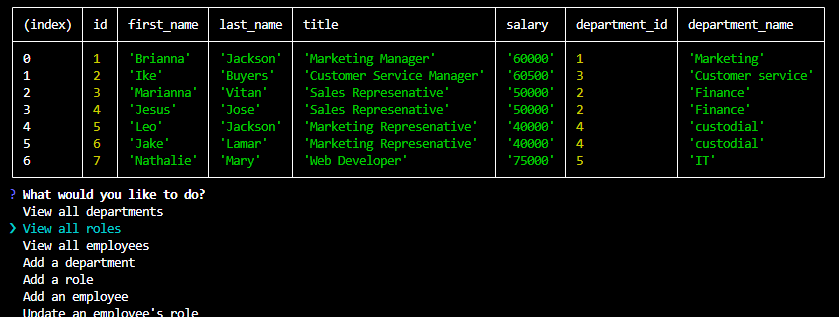 (index) id first_name last_name title salary department_id department_name
0 1 'Brianna' 'Jackson' 'Marketing Manager' '60000' 1 'Marketing'
1 2 'Ike' 'Buyers' 'Customer Service Manager' '60500' 3 'Customer service'
2 3 'Marianna' 'Vitan' 'Sales Represenative' '50000' 2 'Finance'
3 4 'Jesus' 'Jose' 'Sales Represenative' '50000' 2 'Finance'
4 5 'Leo' 'Jackson' 'Marketing Represenative' '40000' 4 'custodial'
5 6 'Jake' 'Lamar' 'Marketing Represenative' '40000' 4 'custodial'
6 7 'Nathalie' 'Mary' 'Web Developer' '75000' 5 'IT'
? What would you like to do?
View all departments
❯ View all roles
View all employees
Add a department
Add a role
Add an employee
Update an employee's role